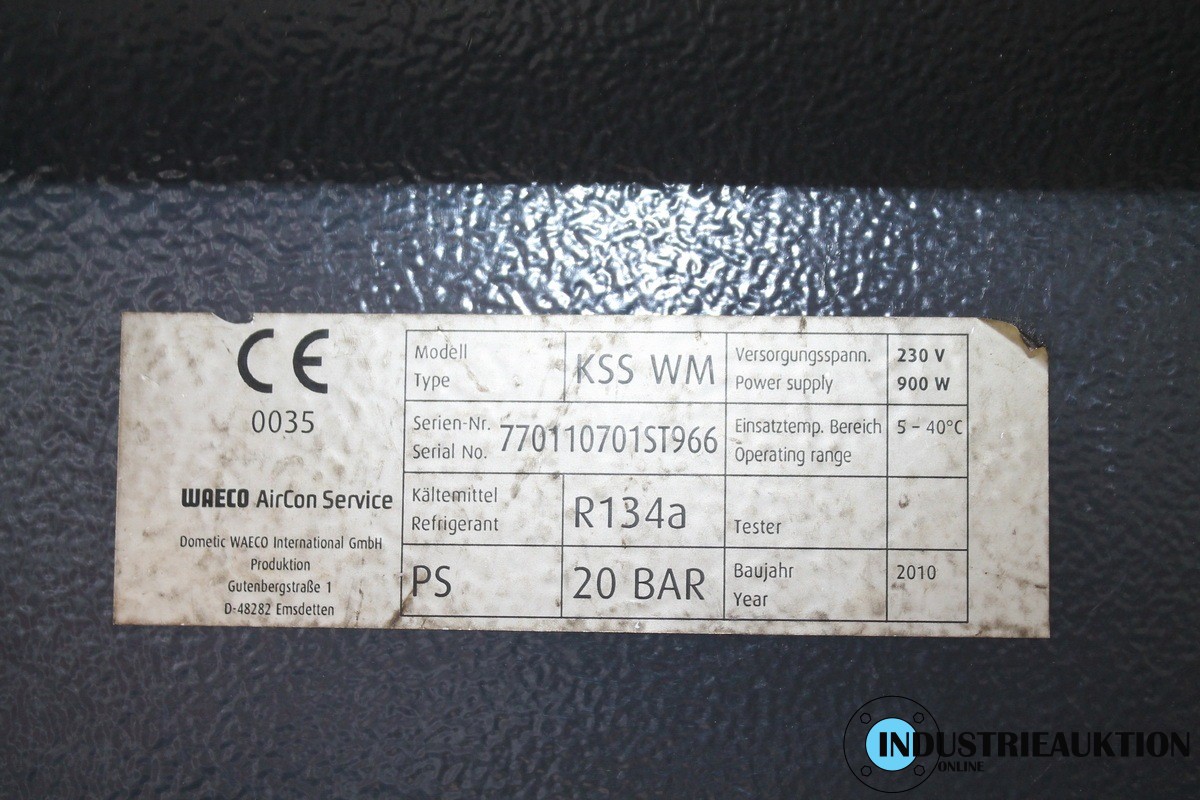 CE
0035
WAECO AirCon Service
Dometic WAECO International GmbH
Produktion
Gutenbergstraße 1
D-48282 Emsdetten
Modell
Type
KSS WM
Versorgungsspann.
Power supply
230 V
900 W
Serien-Nr.
Serial No.
770110701ST966
Einsatztemp. Bereich
Operating range
5 - 40°C
Kältemittel
Refrigerant
R134a
Tester
PS
20 BAR
Baujahr
Year
2010
INDUSTRIEAUKTION
ONLINE